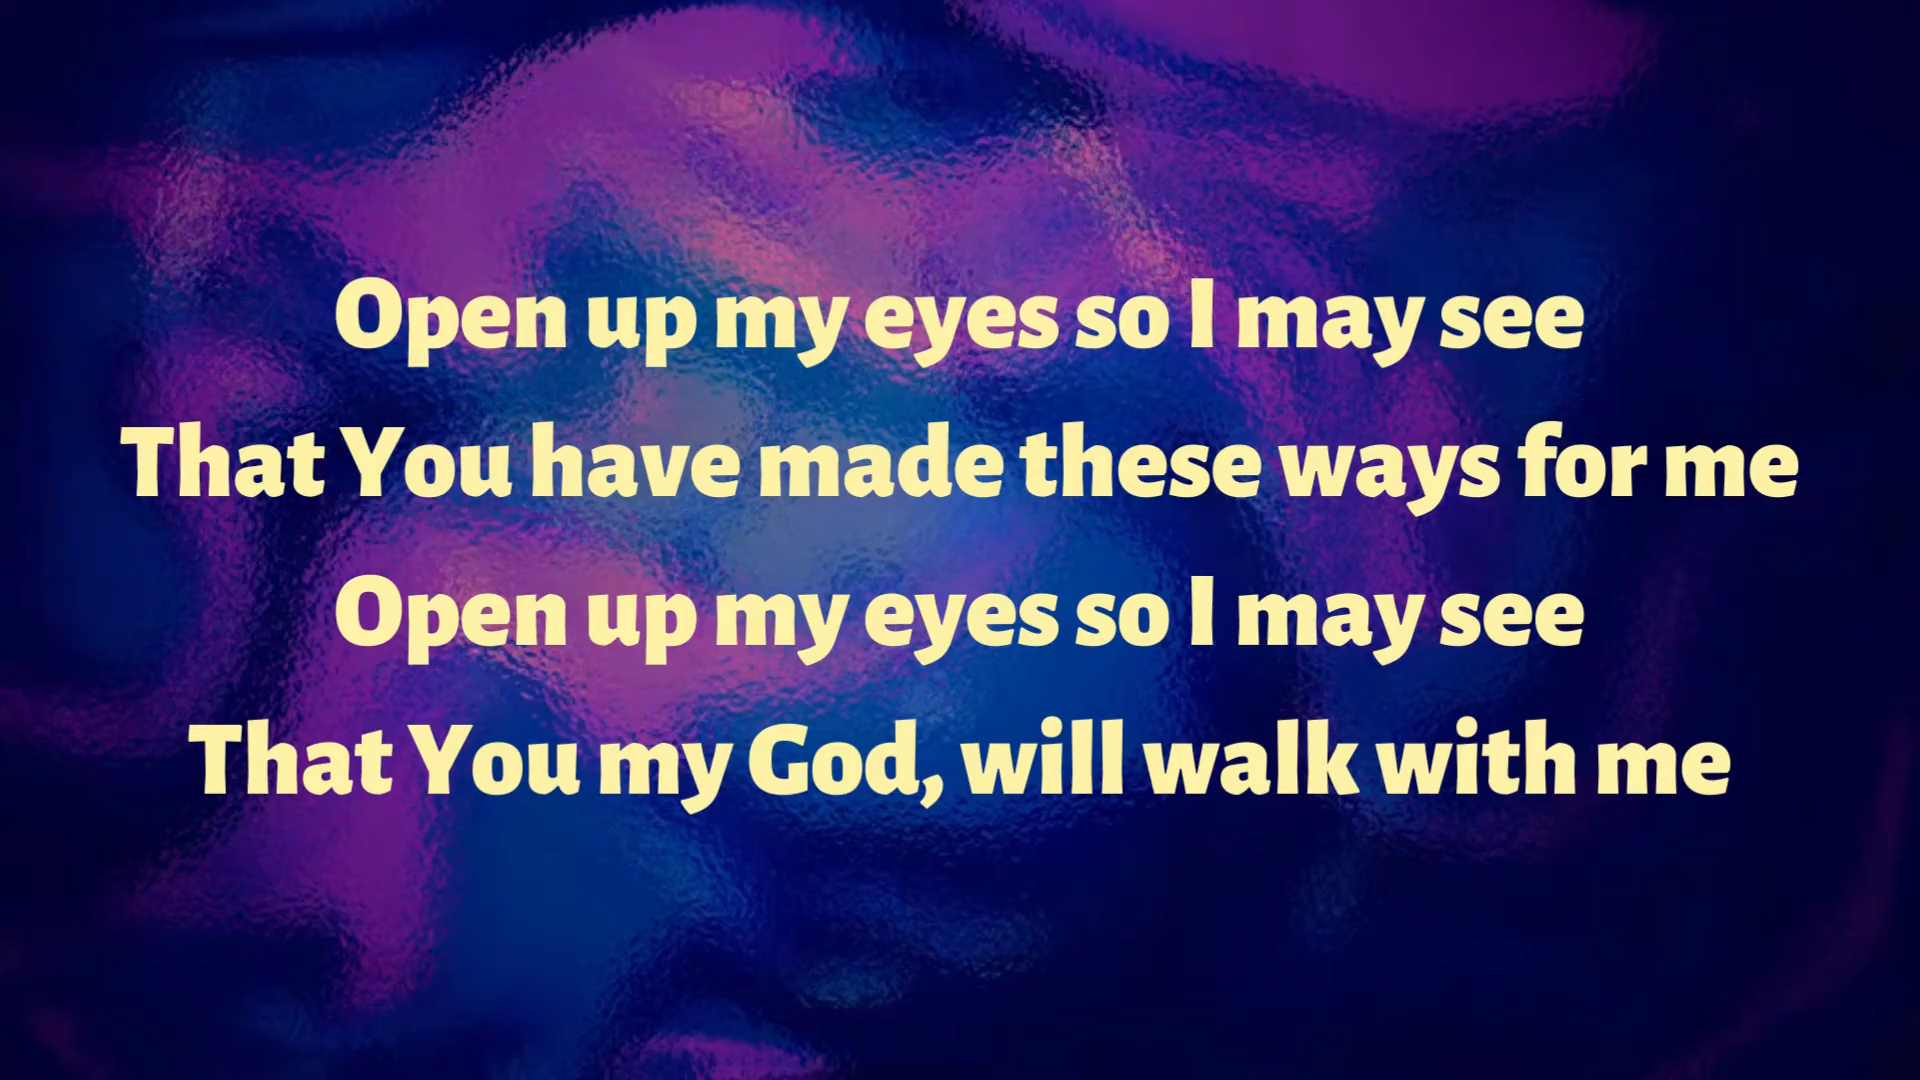 Open up my eyes so I may see
That You have made these ways for me
Open up my eyes so I may see
That You my God, will walk with me